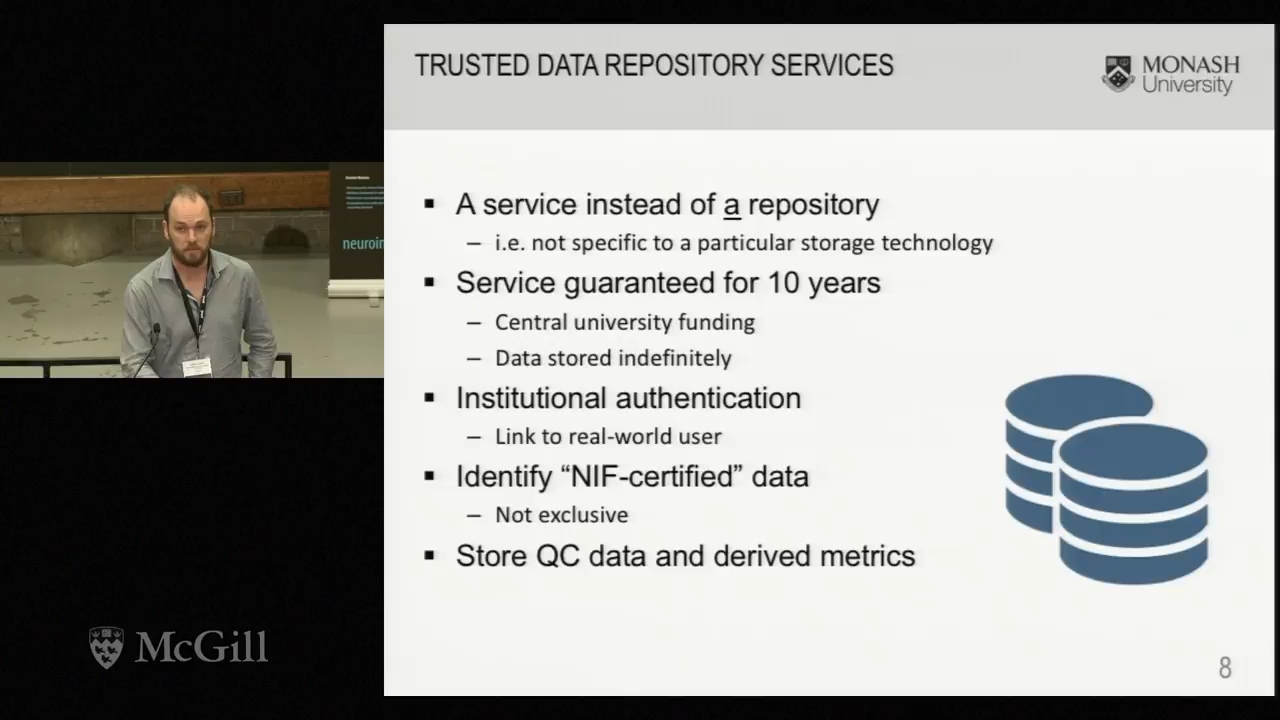 TRUSTED DATA REPOSITORY SERVICES
MONASH
University
▪ A service instead of a repository
– i.e. not specific to a particular storage technology
▪ Service guaranteed for 10 years
– Central university funding
– Data stored indefinitely
▪ Institutional authentication
– Link to real-world user
▪ Identify “NIF-certified” data
– Not exclusive
▪ Store QC data and derived metrics
8
neuroin
McGill